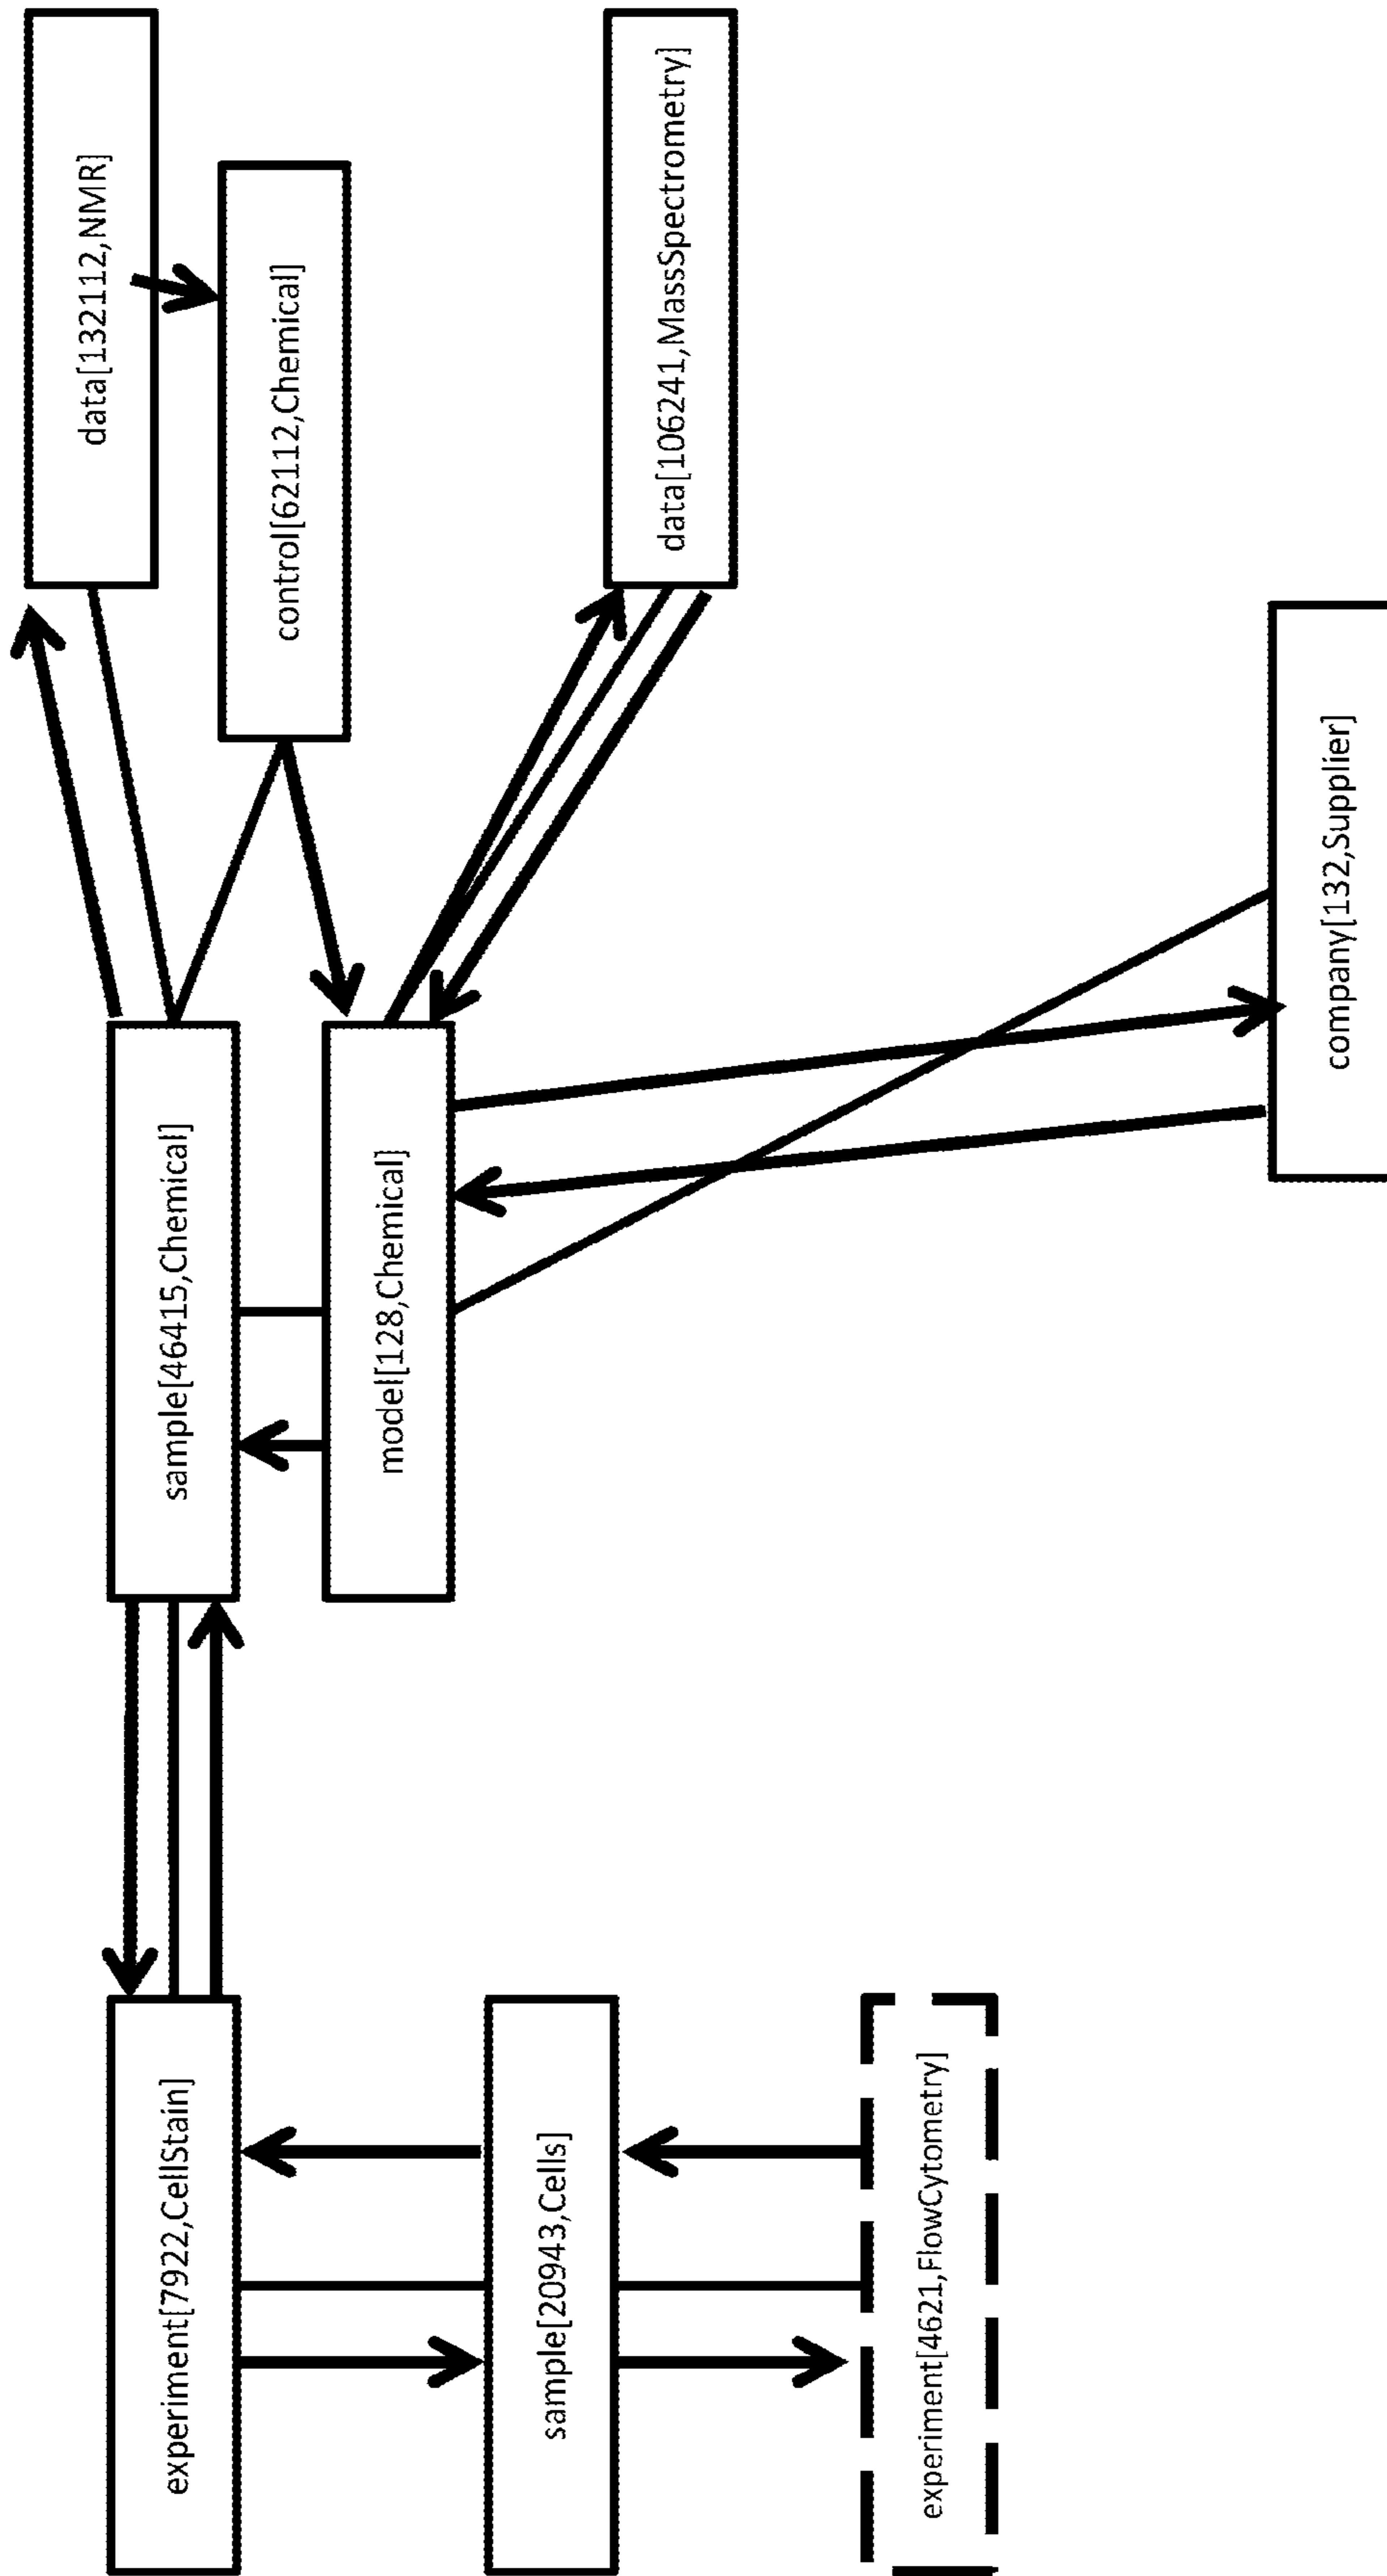 experiment[7922,CellStain]
sample[46415,Chemical]
data[132112,NMR]
control[62112,Chemical]
model[128,Chemical]
sample[20943,Cells]
data[106241,MassSpectrometry]
experiment[4621,FlowCytometry]
company[132,Supplier]